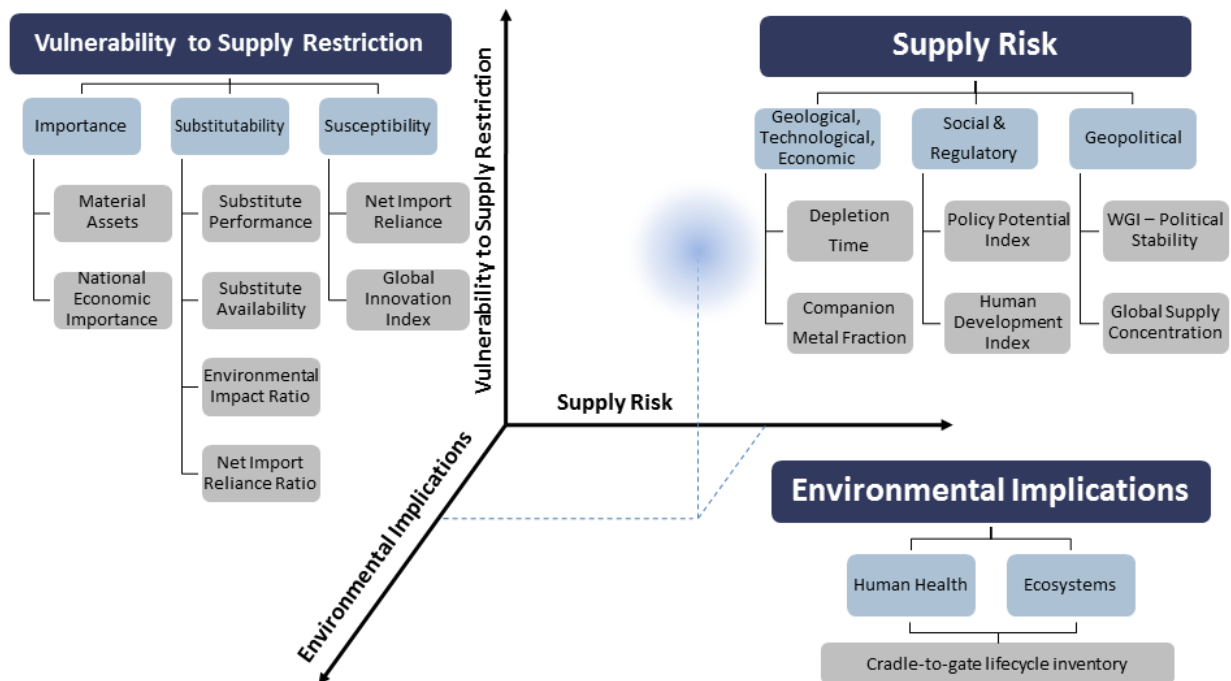 Vulnerability to Supply Restriction
Importance
Substitutability
Susceptibility
Material
Assets
National
Economic
Importance
Substitute
Performance
Substitute
Availability
Environmental
Impact Ratio
Net Import
Reliance Ratio
Net Import
Reliance
Global
Innovation
Index
Vulnerability to Supply Restriction
Supply Risk
Environmental Implications
Supply Risk
Geological,
Technological,
Economic
Social &
Regulatory
Geopolitical
Depletion
Time
Companion
Metal Fraction
Policy Potential
Index
Human
Development
Index
WGI – Political
Stability
Global Supply
Concentration
Environmental Implications
Human Health
Ecosystems
Cradle-to-gate lifecycle inventory